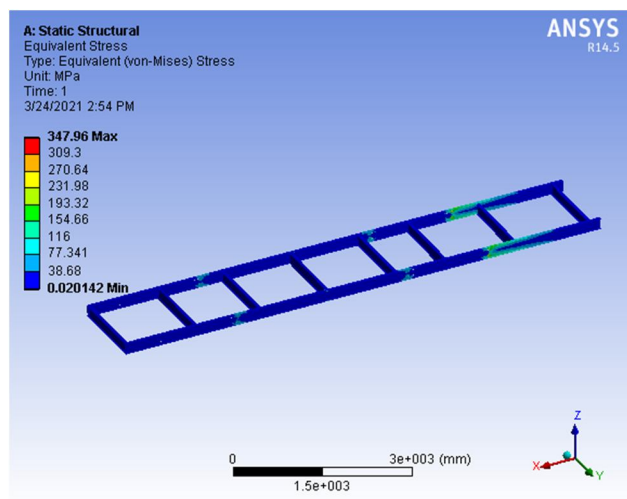 A: Static Structural
Equivalent Stress
Type: Equivalent (von-Mises) Stress
Unit: MPa
Time: 1
3/24/2021 2:54 PM
ANSYS
R14.5
347.96 Max
309.3
270.64
231.98
193.32
154.66
116
77.341
38.68
0.020142 Min
Z
X
Y
0
3e+003 (mm)
1.5e+003